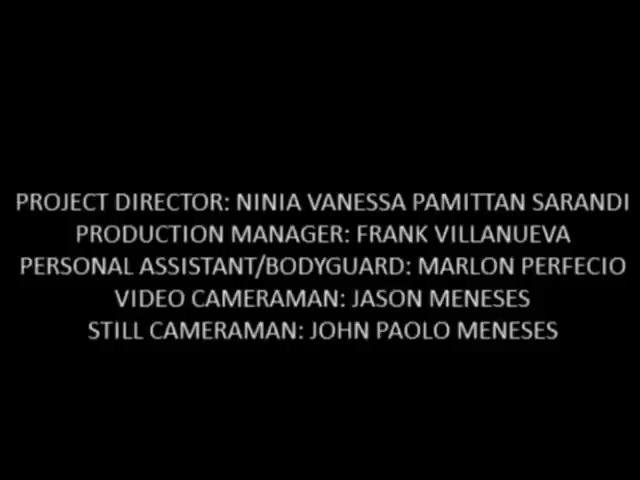 PROJECT DIRECTOR: NINIA VANESSA PAMITTAN SARANDI
PRODUCTION MANAGER: FRANK VILLANUEVA
PERSONAL ASSISTANT/BODYGUARD: MARLON PERFECIO
VIDEO CAMERAMAN: JASON MENESES
STILL CAMERAMAN: JOHN PAOLO MENESES